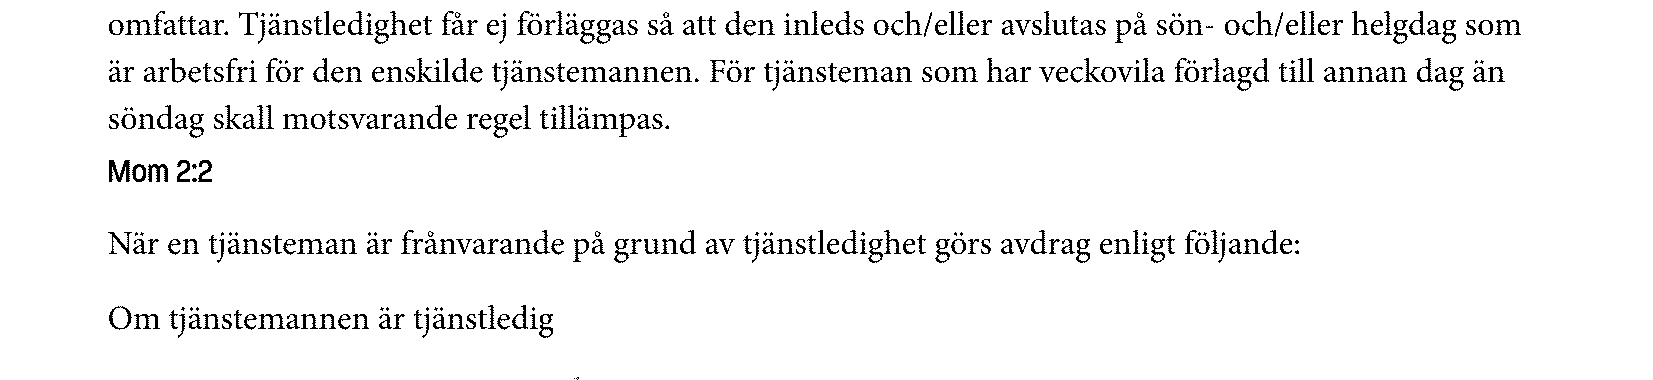 omfattar. Tjänstledighet får ej förläggas så att den inleds och/eller avslutas på sön- och/eller helgdag som
är arbetsfri för den enskilde tjänstemannen. För tjänsteman som har veckovila förlagd till annan dag än
söndag skall motsvarande regel tillämpas.
Mom 2:2
När en tjänsteman är frånvarande på grund av tjänstledighet görs avdrag enligt följande:
Om tjänstemannen är tjänstledig